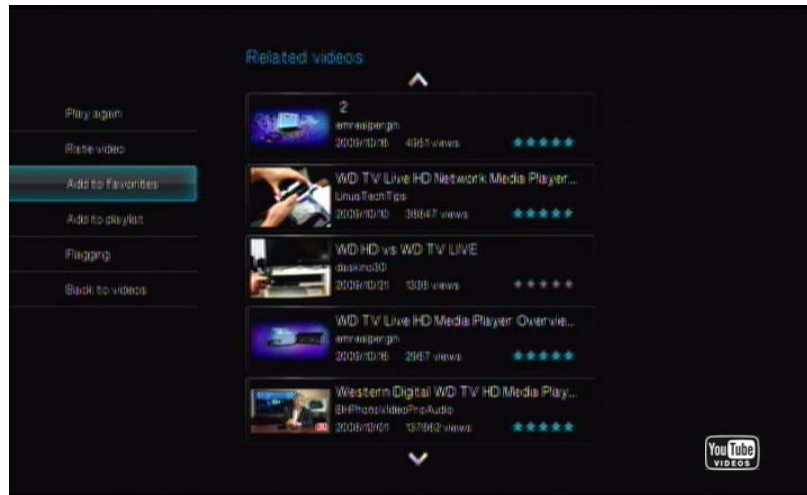 Related videos
Play again
Rate video
Add to favorites
Add to playlist
Flagging
Back to videos
2
2009/10/16 views
WD TV Live HD Network Media Player...
LinusTechTips
2009/10/10 38647 views
WD HD vs WD TV LIVE
2009/10/21 1338 views
WD TV Live HD Media Player Overvie...
2009/10/16 2967 views
Western Digital WD TV HD Media Play...
BHPhotoVideoProAudio
views
You Tube
VIDEOS